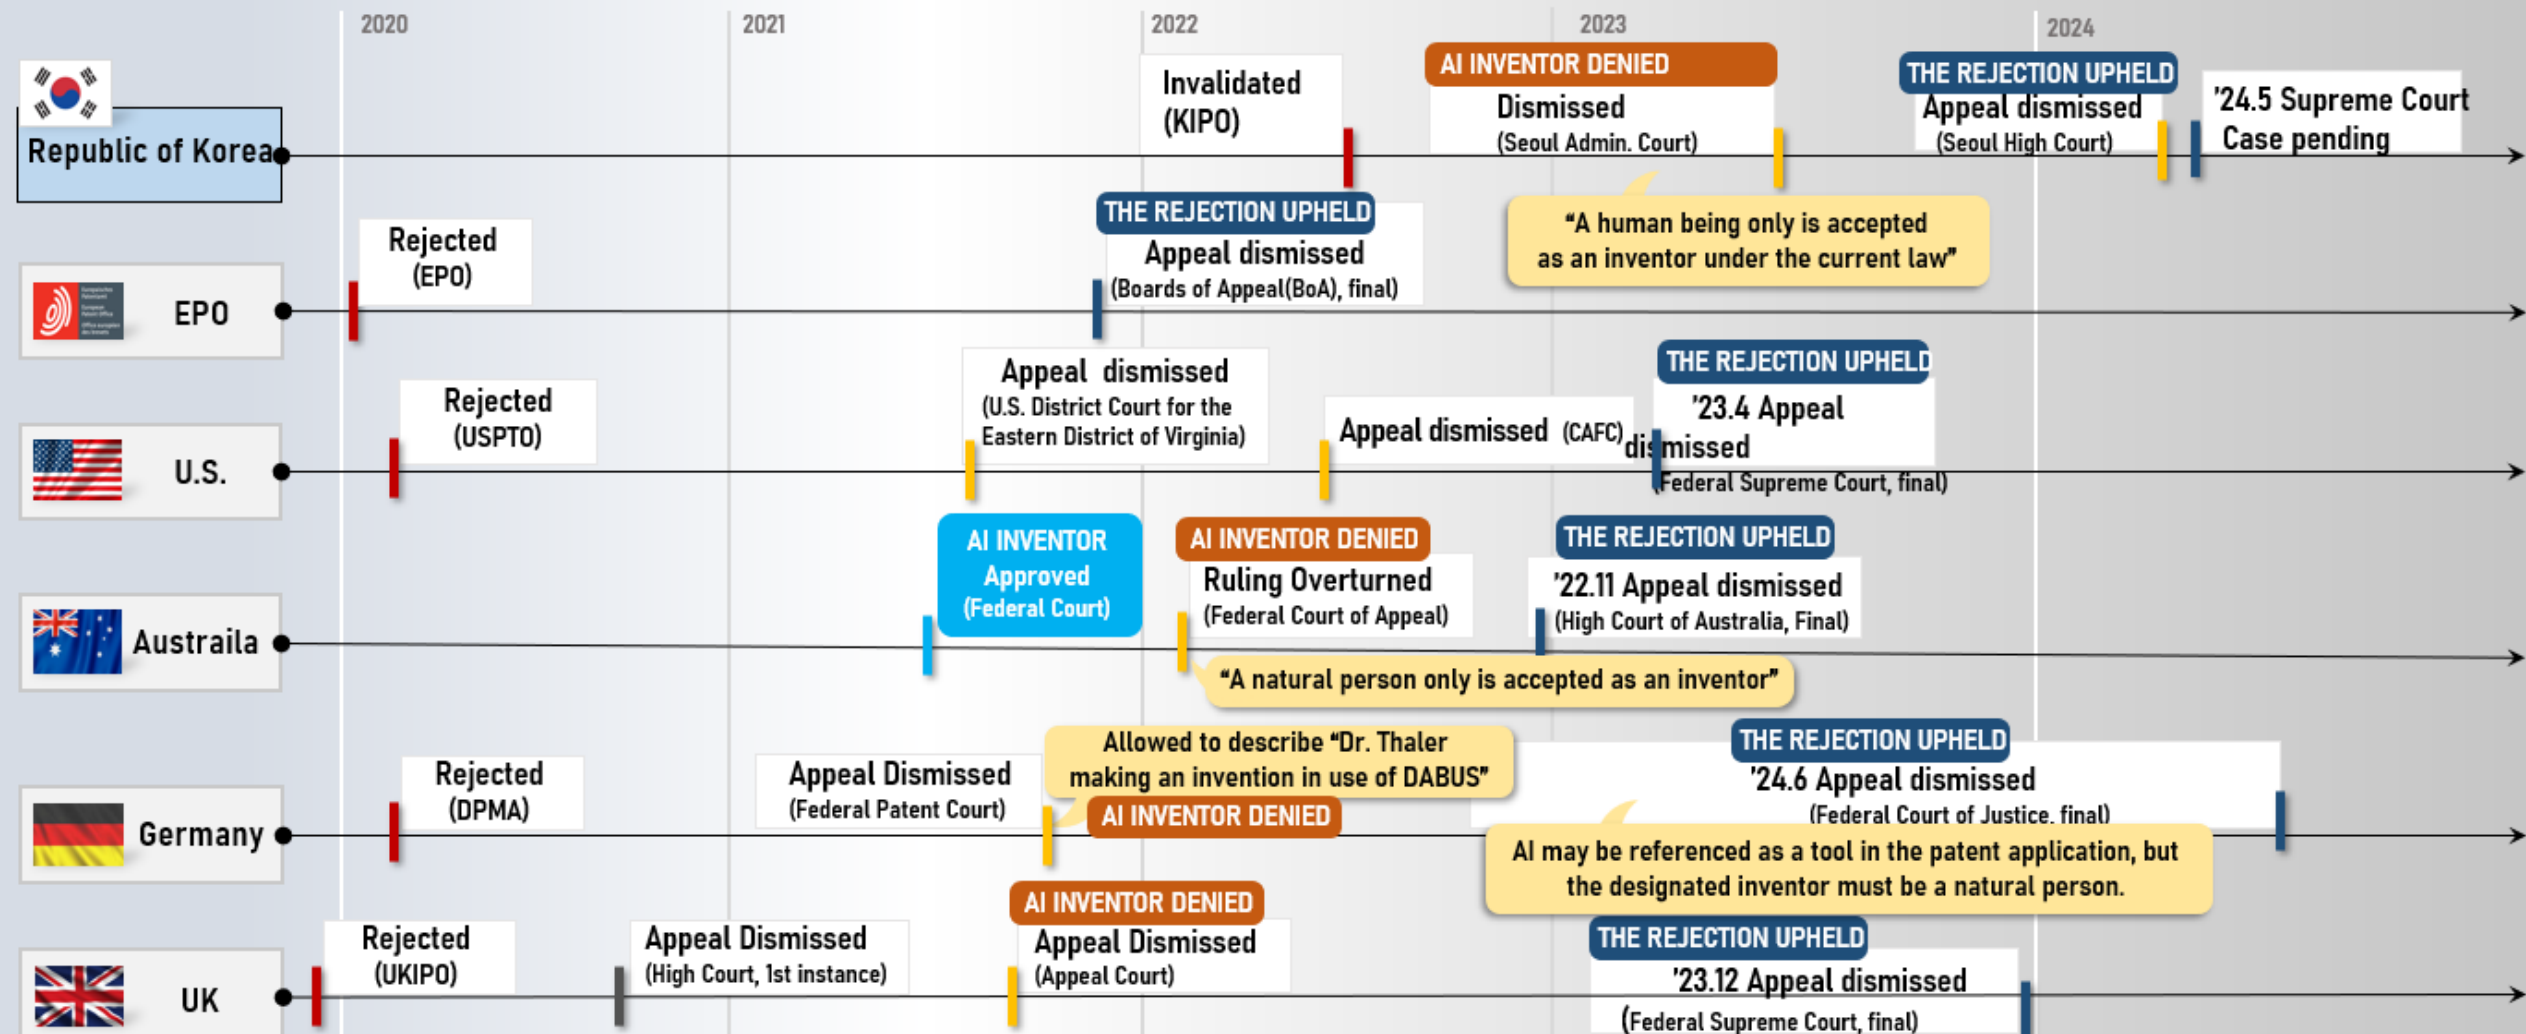 2020
2021
2022
2023
2024
Republic of Korea
Invalidated
(KIPO)
AI INVENTOR DENIED
Dismissed
(Seoul Admin. Court)
“A human being only is accepted
as an inventor under the current law”
THE REJECTION UPHELD
Appeal dismissed
(Seoul High Court)
’24.5 Supreme Court
Case pending
EPO
Rejected
(EPO)
THE REJECTION UPHELD
Appeal dismissed
(Boards of Appeal(BoA), final)
U.S.
Rejected
(USPTO)
Appeal dismissed
(U.S. District Court for the
Eastern District of Virginia)
Appeal dismissed (CAFC)
THE REJECTION UPHELD
’23.4 Appeal
dismissed
(Federal Supreme Court, final)
Austraila
AI INVENTOR
Approved
(Federal Court)
AI INVENTOR DENIED
Ruling Overturned
(Federal Court of Appeal)
“A natural person only is accepted as an inventor”
THE REJECTION UPHELD
’22.11 Appeal dismissed
(High Court of Australia, Final)
Germany
Rejected
(DPMA)
Appeal Dismissed
(Federal Patent Court)
Allowed to describe “Dr. Thaler
making an invention in use of DABUS”
AI INVENTOR DENIED
THE REJECTION UPHELD
’24.6 Appeal dismissed
(Federal Court of Justice, final)
AI may be referenced as a tool in the patent application, but
the designated inventor must be a natural person.
UK
Rejected
(UKIPO)
Appeal Dismissed
(High Court, 1st instance)
AI INVENTOR DENIED
Appeal Dismissed
(Appeal Court)
THE REJECTION UPHELD
’23.12 Appeal dismissed
(Federal Supreme Court, final)